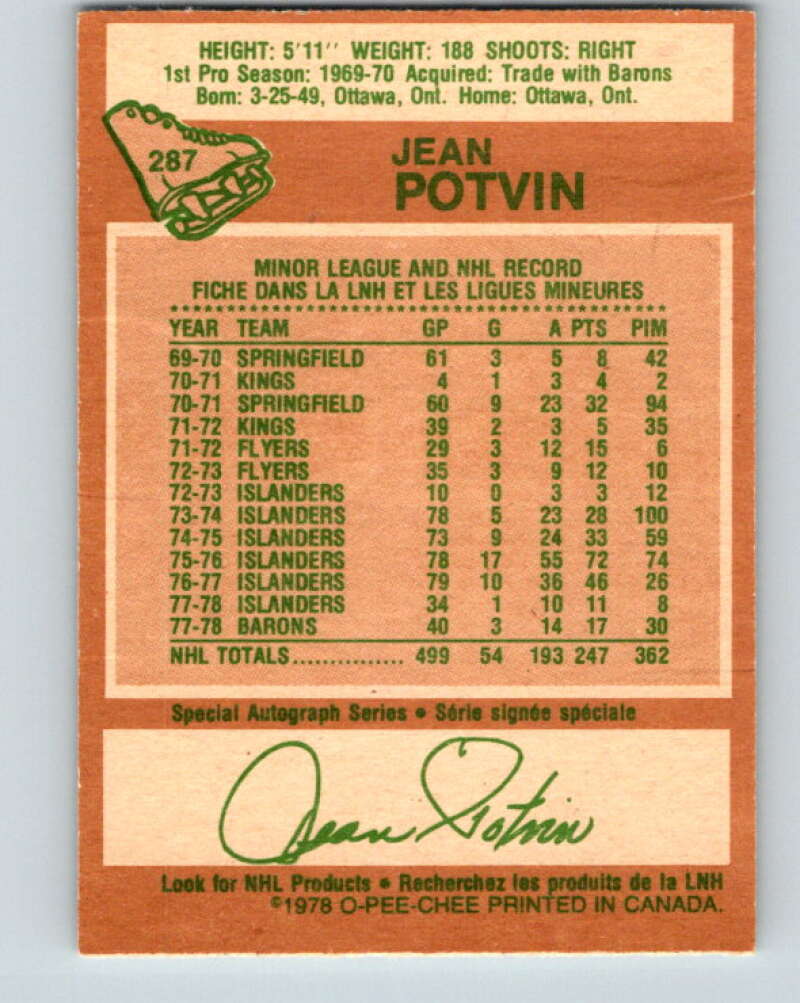 HEIGHT: 5'11'' WEIGHT: 188 SHOOTS: RIGHT
1st Pro Season: 1969-70 Acquired: Trade with Barons
Born: 3-25-49, Ottawa, Ont. Home: Ottawa, Ont.
287
JEAN
POTVIN
MINOR LEAGUE AND NHL RECORD
FICHE DANS LA LNH ET LES LIGUES MINEURES
YEAR TEAM GP G A PTS PIM
69-70 SPRINGFIELD 61 3 5 8 42
70-71 KINGS 4 1 3 4 2
70-71 SPRINGFIELD 60 9 23 32 94
71-72 KINGS 39 2 3 5 35
71-72 FLYERS 29 3 12 15 6
72-73 FLYERS 35 3 9 12 10
72-73 ISLANDERS 10 0 3 3 12
73-74 ISLANDERS 78 5 23 28 100
74-75 ISLANDERS 73 9 24 33 59
75-76 ISLANDERS 78 17 55 72 74
76-77 ISLANDERS 79 10 36 46 26
77-78 ISLANDERS 34 1 10 11 8
77-78 BARONS 40 3 14 17 30
NHL TOTALS............... 499 54 193 247 362
Special Autograph Series • Série signée spéciale
Jean Potvin
Look for NHL Products • Recherchez les produits de la LNH
©1978 O-PEE-CHEE PRINTED IN CANADA.